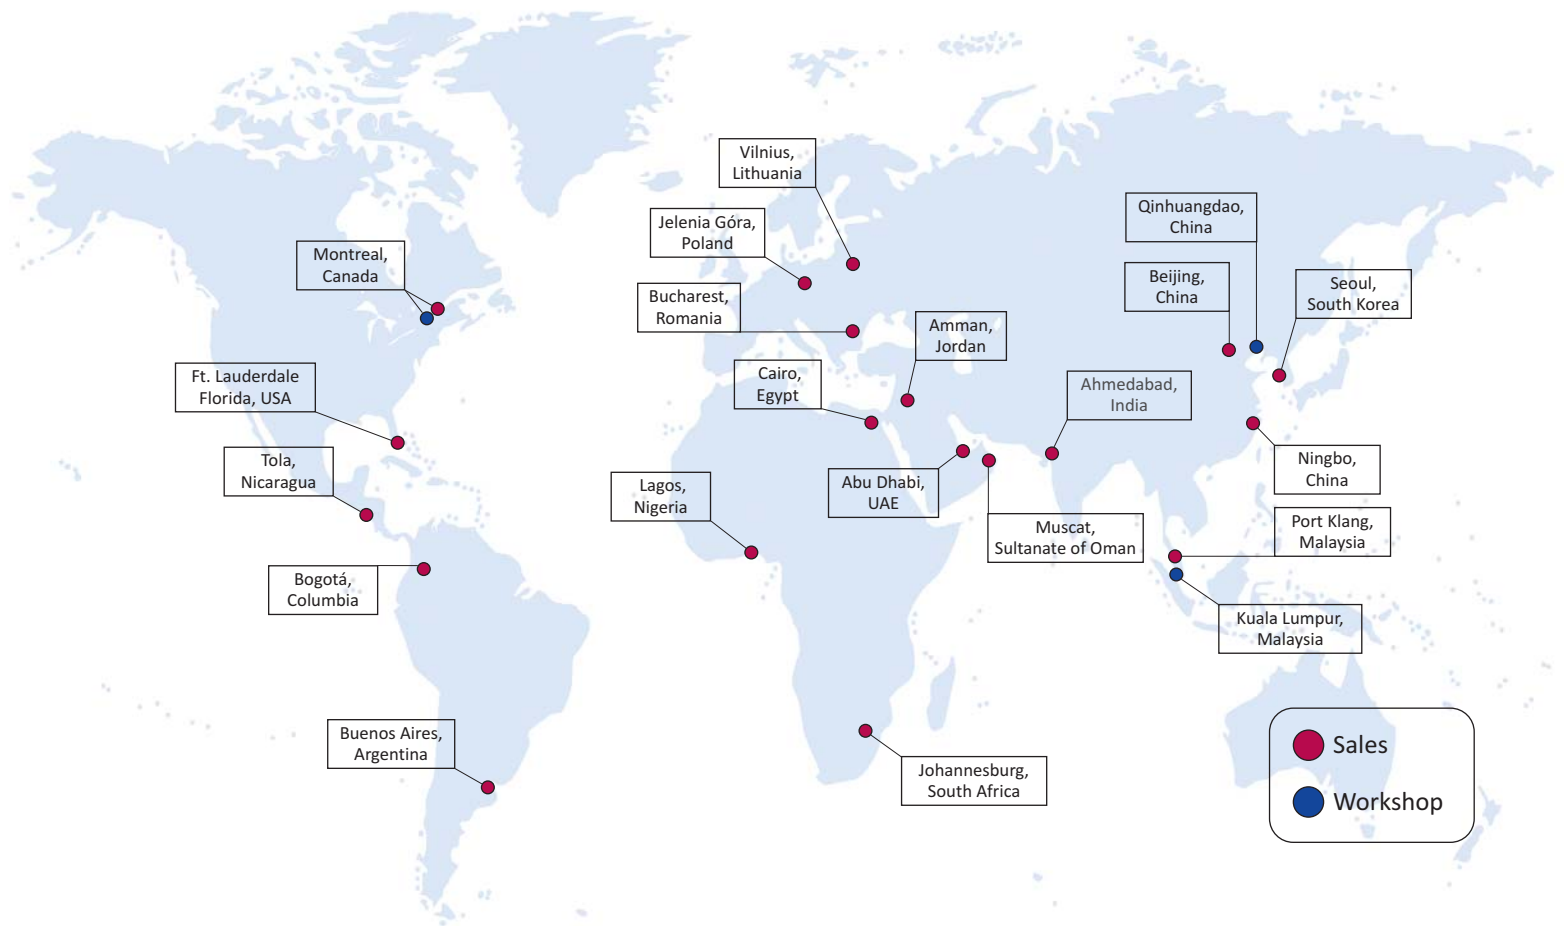 Vilnius,
Lithuania
Jelenia Góra,
Poland
Qinhuangdao,
China
Montreal,
Canada
Beijing,
China
Seoul,
South Korea
Bucharest,
Romania
Amman,
Jordan
Ft. Lauderdale
Florida, USA
Cairo,
Egypt
Ahmedabad,
India
Tola,
Nicaragua
Ningbo,
China
Lagos,
Nigeria
Abu Dhabi,
UAE
Muscat,
Sultanate of Oman
Port Klang,
Malaysia
Bogotá,
Columbia
Kuala Lumpur,
Malaysia
Buenos Aires,
Argentina
Johannesburg,
South Africa
Sales
Workshop